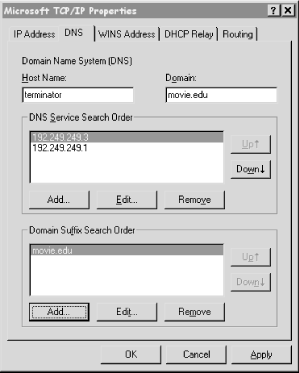 Microsoft TCP/IP Properties
IP Address DNS WINS Address DHCP Relay Routing
Domain Name System (DNS)
Host Name: Domain:
terminator movie.edu
DNS Service Search Order
192.249.249.3
192.249.249.1
Up↑
Down↓
Add... Edit... Remove
Domain Suffix Search Order
movie.edu
Up↑
Down↓
Add... Edit... Remove
OK Cancel Apply